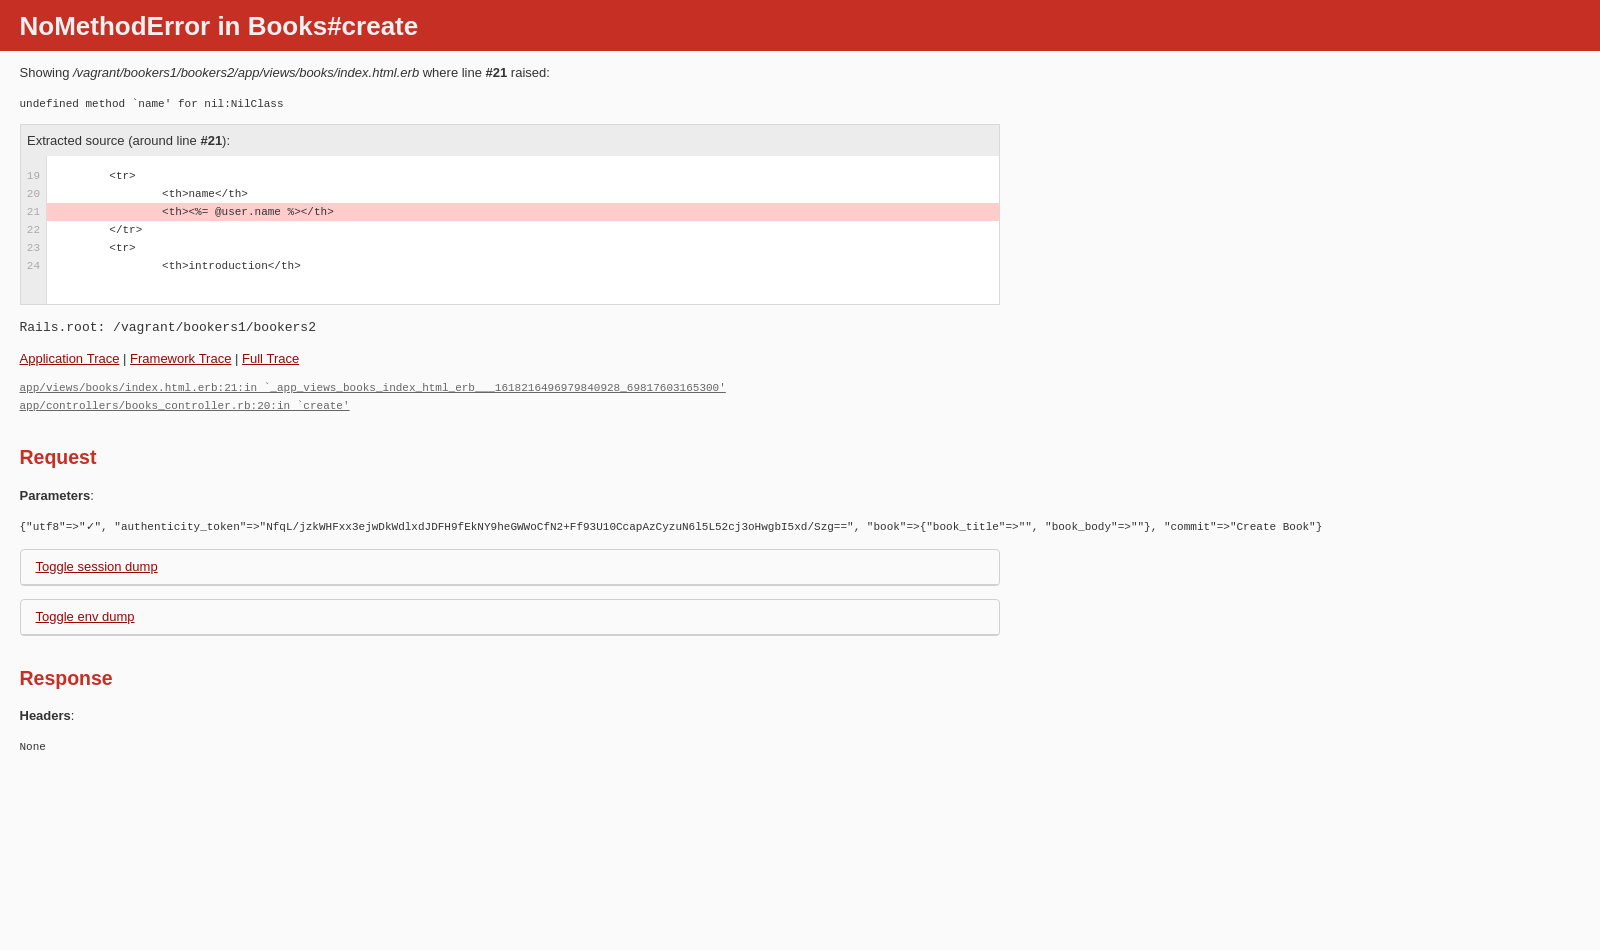 NoMethodError in Books#create
Showing /vagrant/bookers1/bookers2/app/views/books/index.html.erb where line #21 raised:
undefined method `name' for nil:NilClass
Extracted source (around line #21):
19 <tr>
20 <th>name</th>
21 <th><%= @user.name %></th>
22 </tr>
23 <tr>
24 <th>introduction</th>
Rails.root: /vagrant/bookers1/bookers2
Application Trace | Framework Trace | Full Trace
app/views/books/index.html.erb:21:in `_app_views_books_index_html_erb___1618216496979840928_69817603165300'
app/controllers/books_controller.rb:20:in `create'
Request
Parameters:
{"utf8"=>"✓", "authenticity_token"=>"NfqL/jzkWHFxx3ejwDkWdlxdJDFH9fEkNY9heGWWoCfN2+Ff93U10CcapAzCyzuN6l5L52cj3oHwgbI5xd/Szg==", "book"=>{"book_title"=>"", "book_body"=>""}, "commit"=>"Create Book"}
Toggle session dump
Toggle env dump
Response
Headers:
None